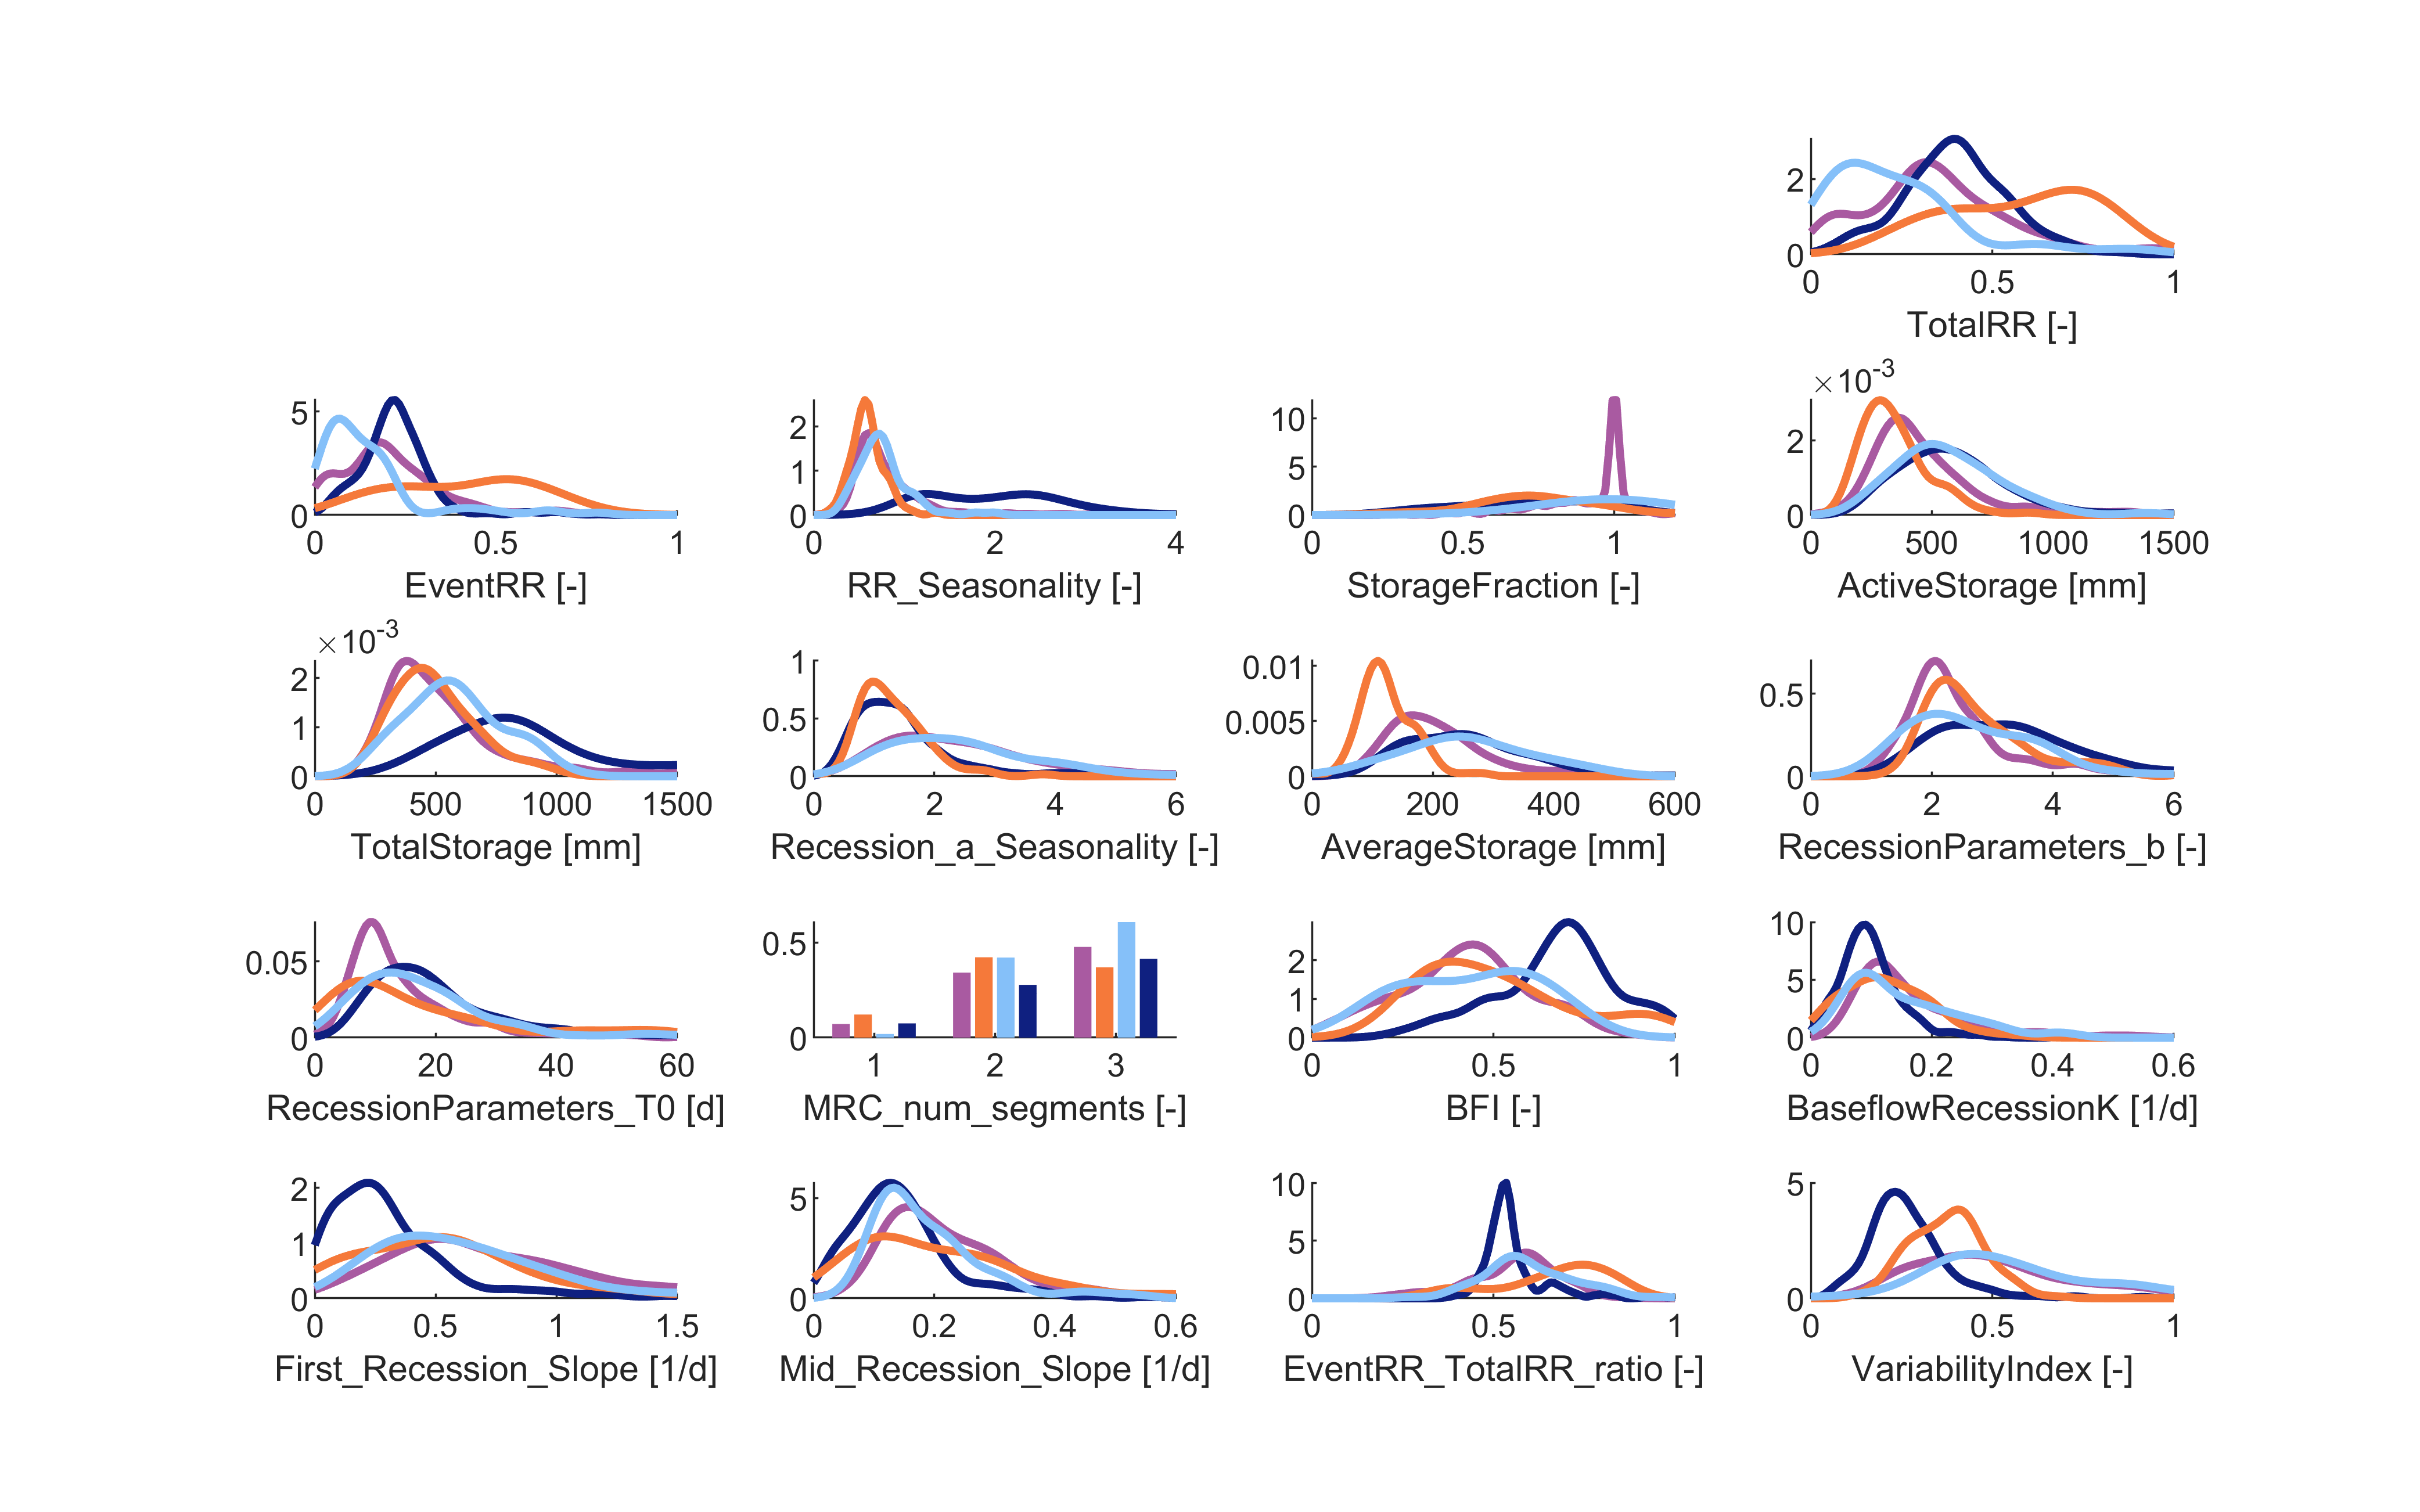 2
0
0 0.5 1
TotalRR [-]
5
0
0 0.5 1
EventRR [-]
2
1
0
0 2 4
RR_Seasonality [-]
10
5
0
0 0.5 1
StorageFraction [-]
×10-3
2
0
0 500 1000 1500
ActiveStorage [mm]
×10-3
2
1
0
0 500 1000 1500
TotalStorage [mm]
1
0.5
0
0 2 4 6
Recession_a_Seasonality [-]
0.01
0.005
0
0 200 400 600
AverageStorage [mm]
0.5
0
0 2 4 6
RecessionParameters_b [-]
0.05
0
0 20 40 60
RecessionParameters_T0 [d]
0.5
0
1 2 3
MRC_num_segments [-]
2
1
0
0 0.5 1
BFI [-]
10
5
0
0 0.2 0.4 0.6
BaseflowRecessionK [1/d]
2
1
0
0 0.5 1 1.5
First_Recession_Slope [1/d]
5
0
0 0.2 0.4 0.6
Mid_Recession_Slope [1/d]
10
5
0
0 0.5 1
EventRR_TotalRR_ratio [-]
5
0
0 0.5 1
VariabilityIndex [-]